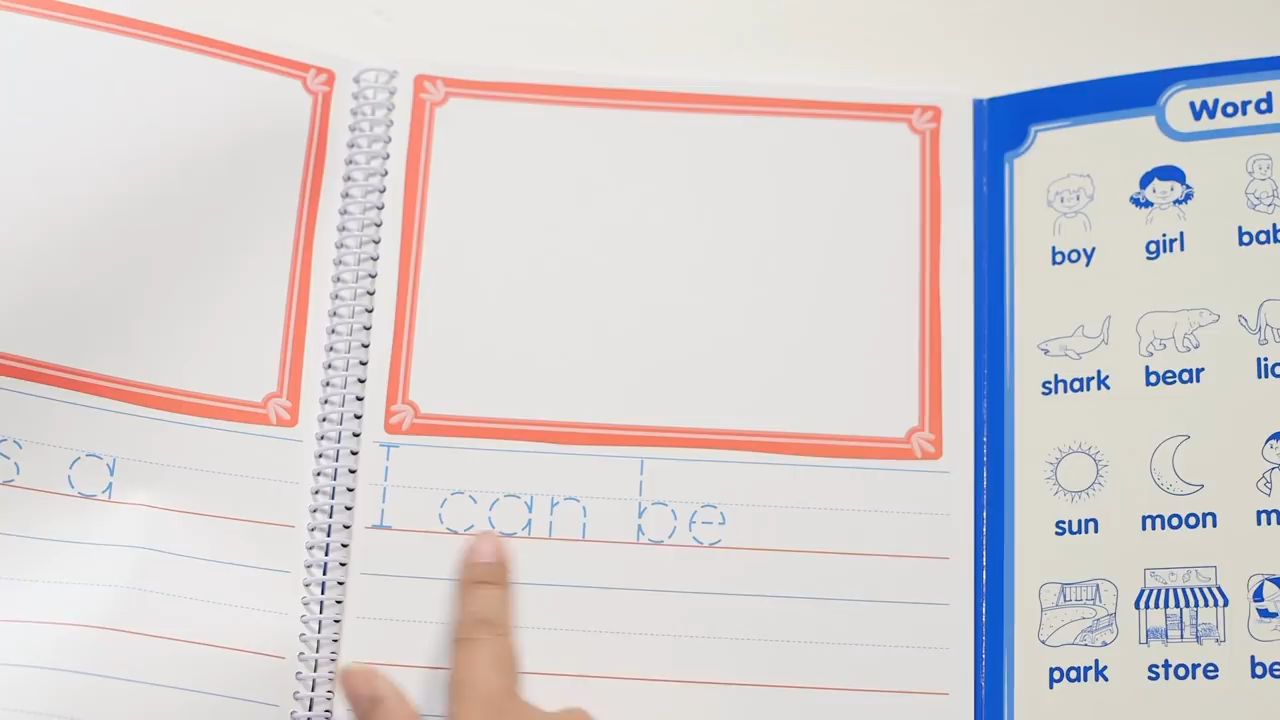 a
I can be
Word
boy girl
shark bear
sun moon
park store